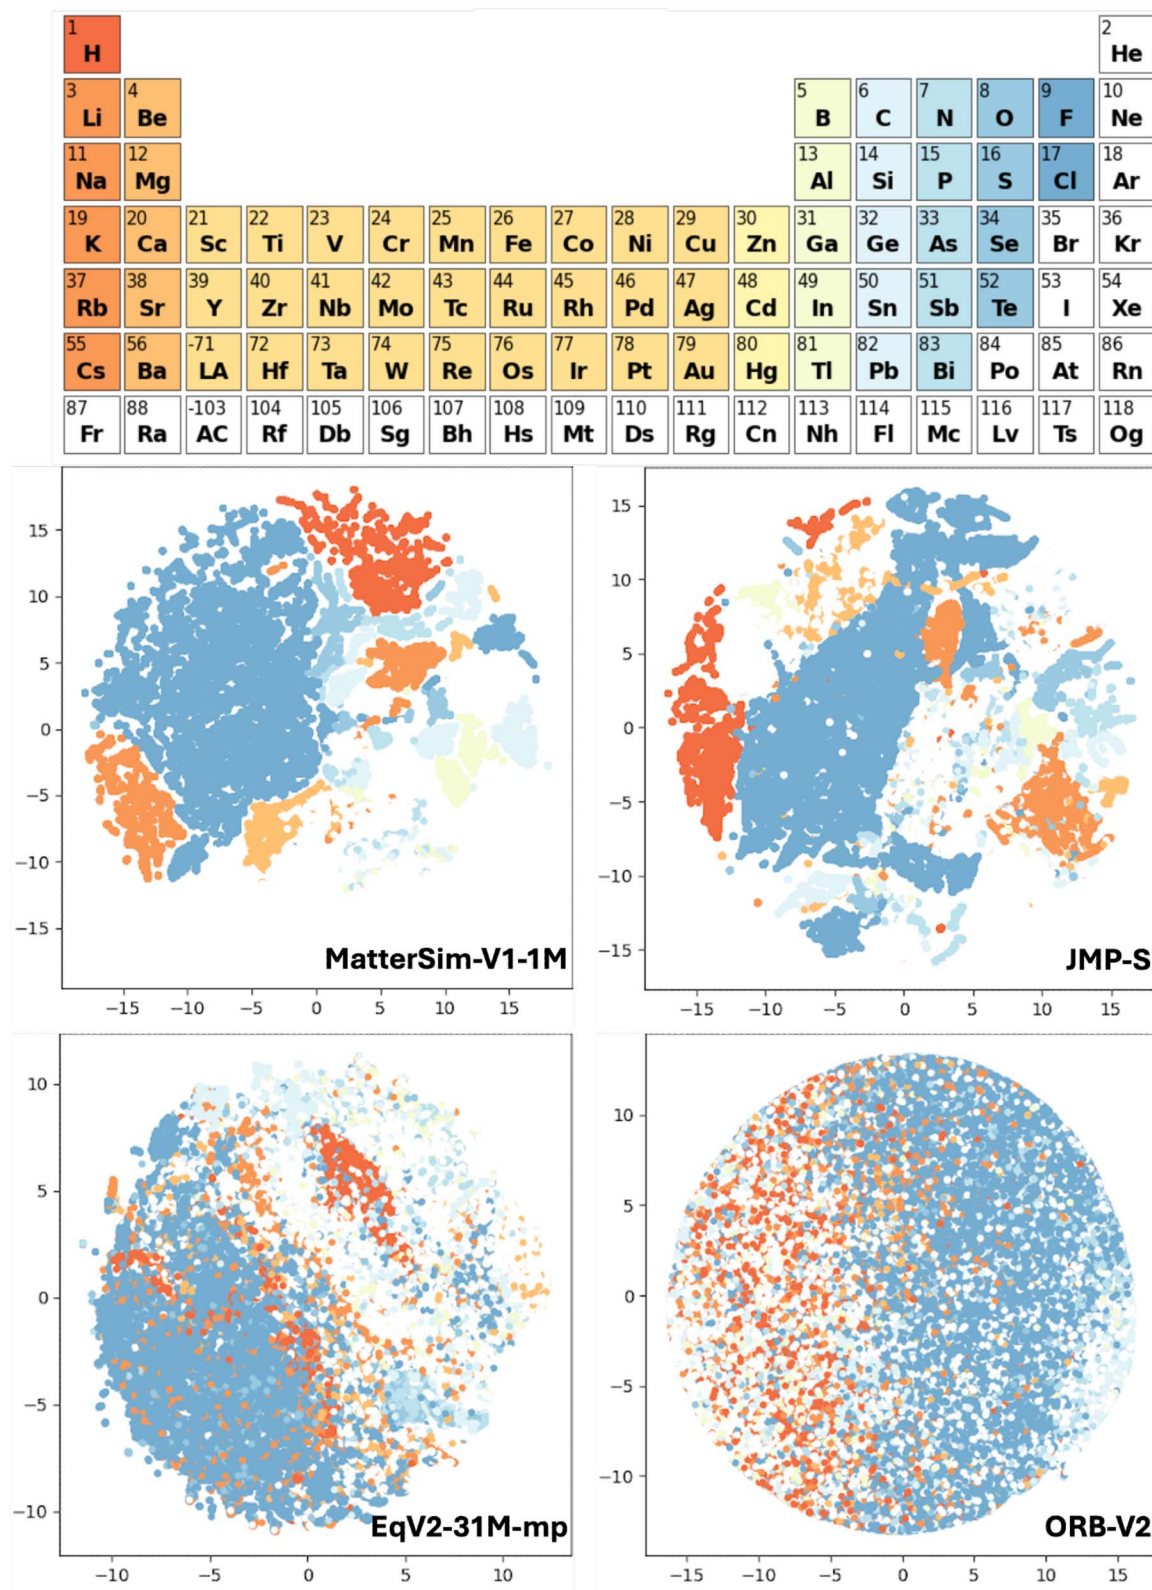 1 2
H He
3 4 5 6 7 8 9 10
Li Be B C N O F Ne
11 12 13 14 15 16 17 18
Na Mg Al Si P S Cl Ar
19 20 21 22 23 24 25 26 27 28 29 30 31 32 33 34 35 36
K Ca Sc Ti V Cr Mn Fe Co Ni Cu Zn Ga Ge As Se Br Kr
37 38 39 40 41 42 43 44 45 46 47 48 49 50 51 52 53 54
Rb Sr Y Zr Nb Mo Tc Ru Rh Pd Ag Cd In Sn Sb Te I Xe
55 56 -71 72 73 74 75 76 77 78 79 80 81 82 83 84 85 86
Cs Ba LA Hf Ta W Re Os Ir Pt Au Hg Tl Pb Bi Po At Rn
87 88 -103 104 105 106 107 108 109 110 111 112 113 114 115 116 117 118
Fr Ra AC Rf Db Sg Bh Hs Mt Ds Rg Cn Nh Fl Mc Lv Ts Og
15
10
5
0
−5
−10
−15
MatterSim-V1-1M
−15 −10 −5 0 5 10 15
15
10
5
0
−5
−10
−15
JMP-S
−15 −10 −5 0 5 10 15
10
5
0
−5
−10
EqV2-31M-mp
−10 −5 0 5 10
10
5
0
−5
−10
ORB-V2
−15 −10 −5 0 5 10 15